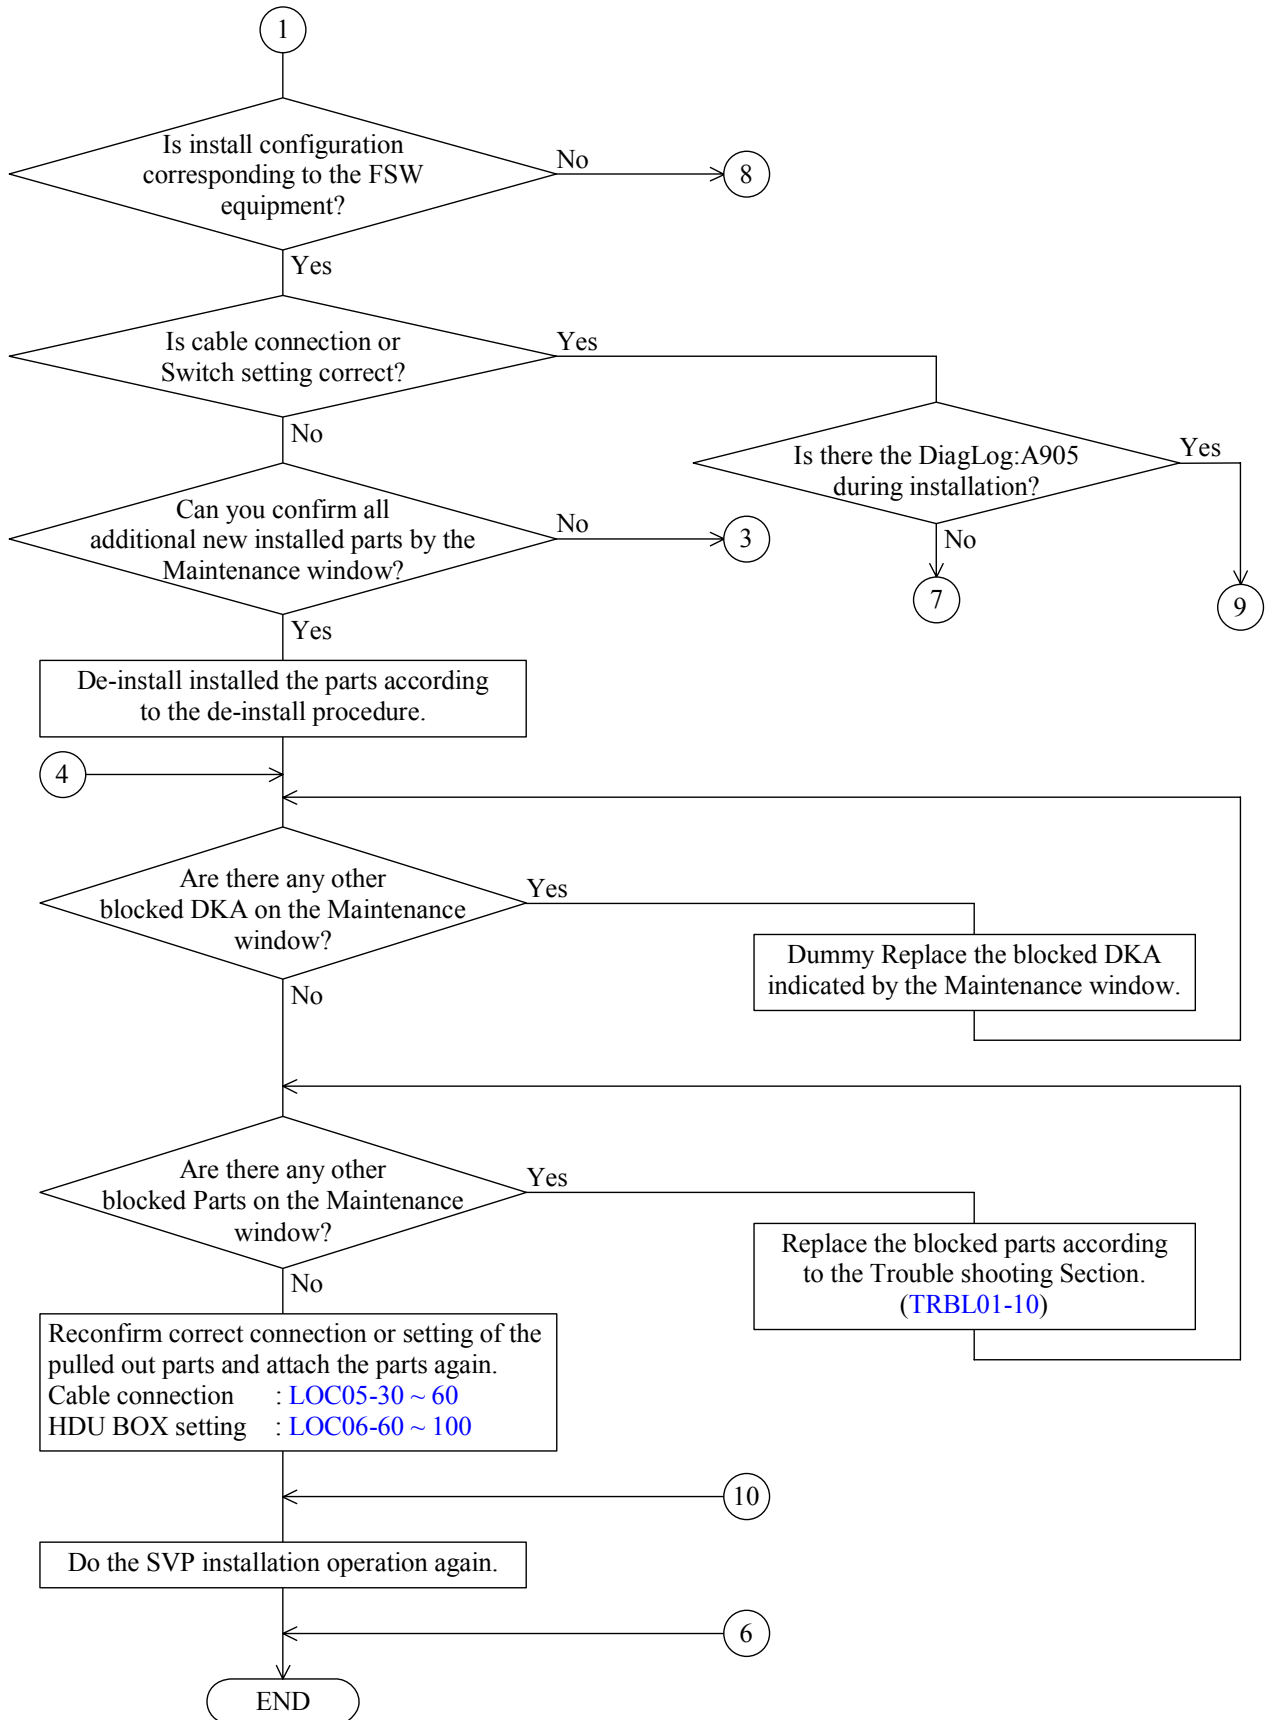 1
Is install configuration
corresponding to the FSW
equipment?
No
8
Yes
Is cable connection or
Switch setting correct?
Yes
No
Is there the DiagLog:A905
during installation?
Yes
No
7
9
Can you confirm all
additional new installed parts by the
Maintenance window?
No
3
Yes
De-install installed the parts according
to the de-install procedure.
4
Are there any other
blocked DKA on the Maintenance
window?
Yes
Dummy Replace the blocked DKA
indicated by the Maintenance window.
No
Are there any other
blocked Parts on the Maintenance
window?
Yes
Replace the blocked parts according
to the Trouble shooting Section.
(TRBL01-10)
No
Reconfirm correct connection or setting of the
pulled out parts and attach the parts again.
Cable connection : LOC05-30 ~ 60
HDU BOX setting : LOC06-60 ~ 100
10
Do the SVP installation operation again.
6
END